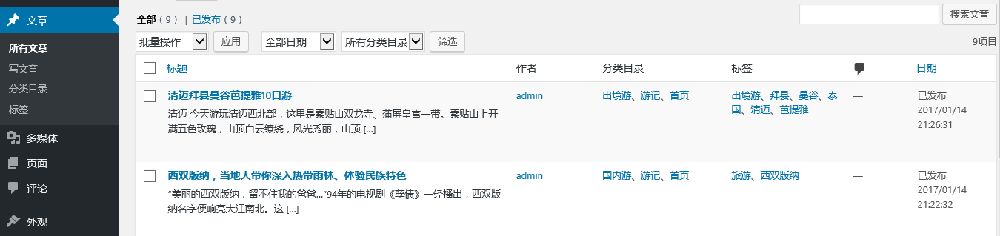 文章
所有文章
写文章
分类目录
标签
多媒体
页面
评论
外观
全部（9） | 已发布（9）
搜索文章
批量操作 应用 全部日期 所有分类目录 筛选
9项目
标题 作者 分类目录 标签 日期
清迈拜县曼谷芭提雅10日游
清迈 今天游玩清迈西北部，这里是素贴山双龙寺、蒲屏皇宫一带。素贴山上开
满五色玫瑰，山顶白云缭绕，风光秀丽，山顶 [...]
admin
出境游、游记、首页
出境游、拜县、曼谷、泰
国、清迈、芭提雅
—
已发布
2017/01/14
21:26:31
西双版纳，当地人带你深入热带雨林、体验民族特色
“美丽的西双版纳，留不住我的爸爸...”94年的电视剧《孽债》一经播出，西双版
纳名字便响亮大江南北。这 [...]
admin
国内游、游记、首页
旅游、西双版纳
—
已发布
2017/01/14
21:22:32